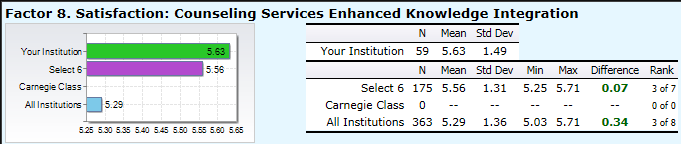 Factor 8. Satisfaction: Counseling Services Enhanced Knowledge Integration
Your Institution 5.63
Select 6 5.56
Carnegie Class
All Institutions 5.29
5.25 5.30 5.35 5.40 5.45 5.50 5.55 5.60 5.65
N Mean Std Dev
Your Institution 59 5.63 1.49
N Mean Std Dev Min Max Difference Rank
Select 6 175 5.56 1.31 5.25 5.71 0.07 3 of 7
Carnegie Class 0 -- -- -- -- -- 0 of 0
All Institutions 363 5.29 1.36 5.03 5.71 0.34 3 of 8